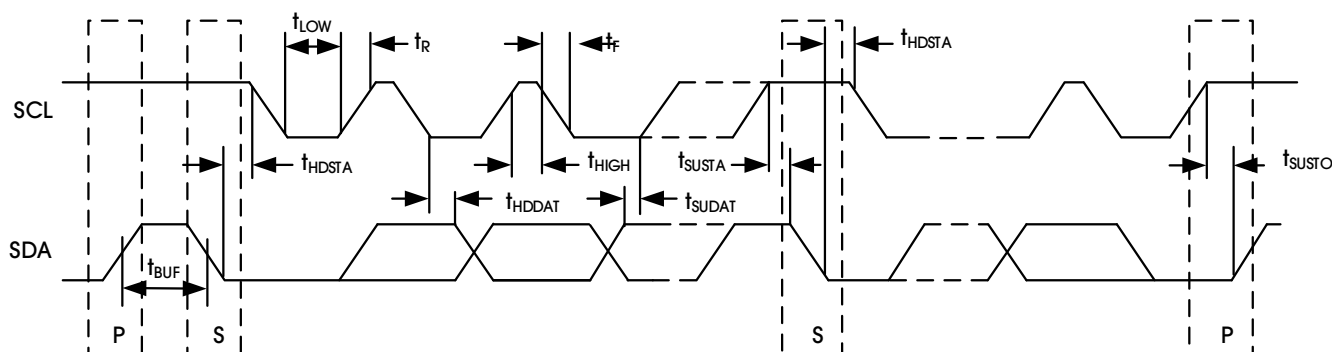 tLOW
tR
tF
tHDSTA
SCL
tHDSTA
tHIGH
tSUSTA
tSUSTO
tHDDAT
tSUDAT
SDA
tBUF
P
S
S
P